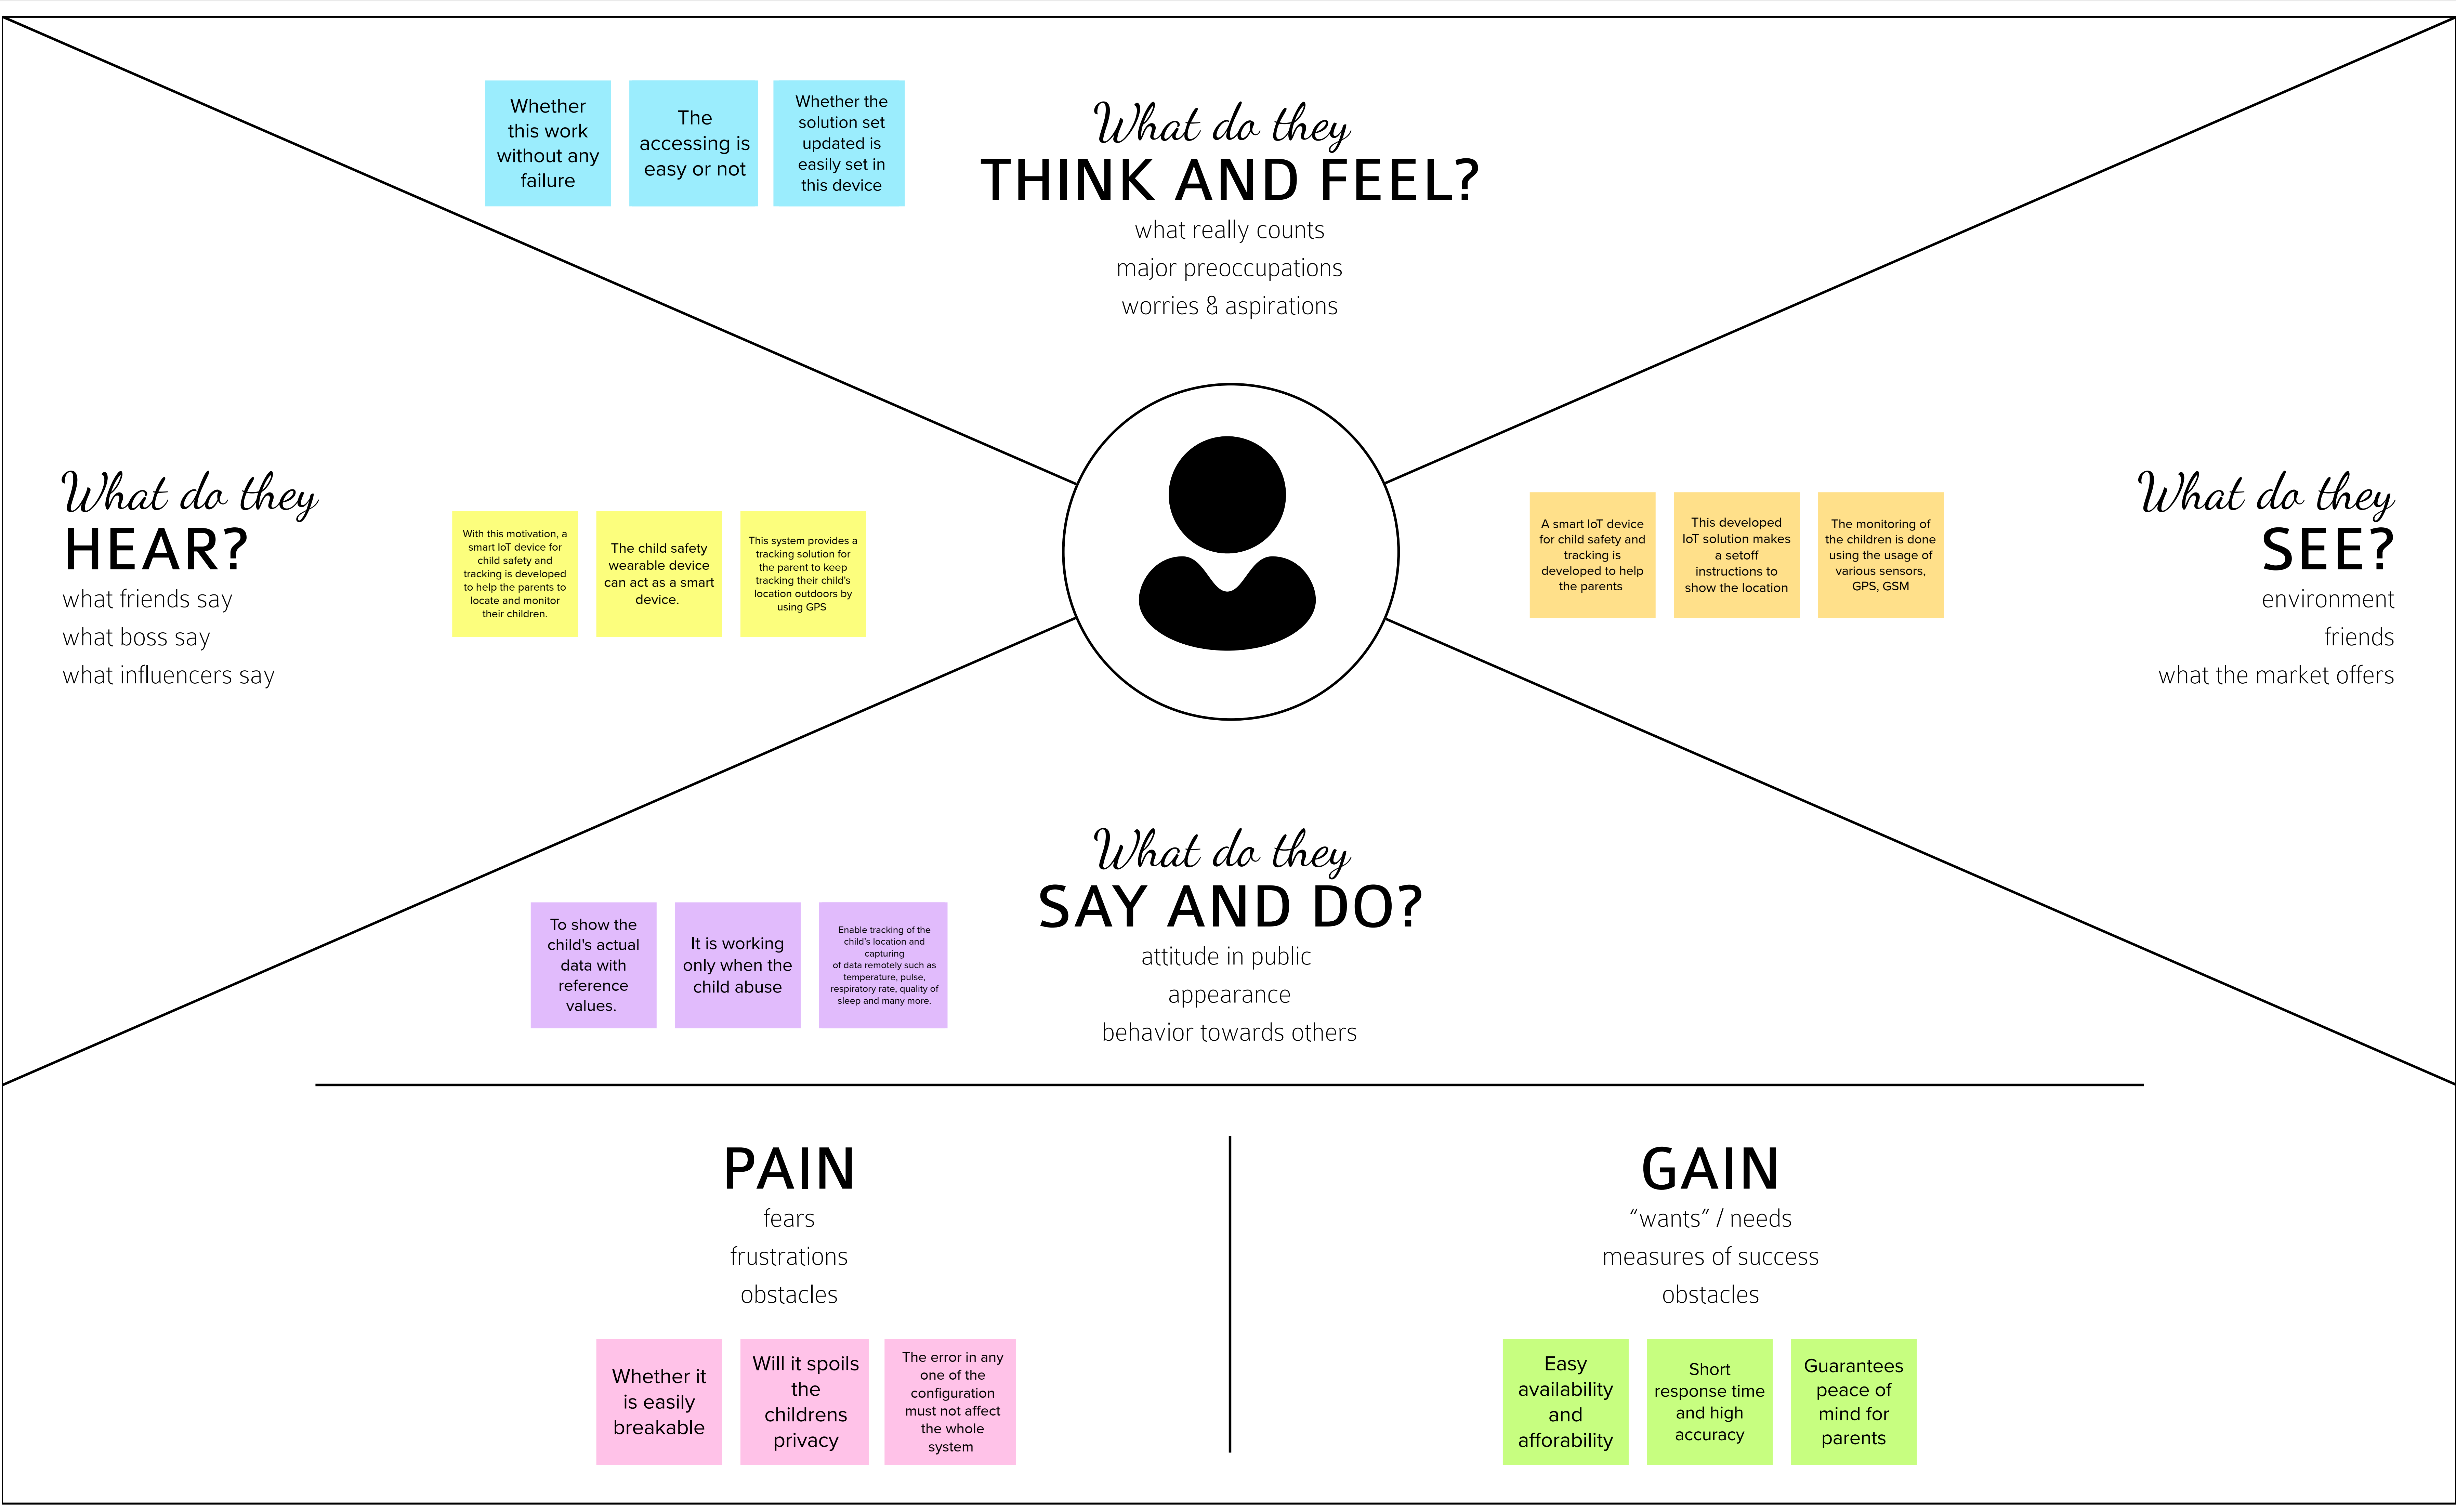 Whether
this work
without any
failure
The
accessing is
easy or not
Whether the
solution set
updated is
easily set in
this device
What do they
THINK AND FEEL?
what really counts
major preoccupations
worries & aspirations
What do they
HEAR?
what friends say
what boss say
what influencers say
With this motivation, a
smart IoT device for
child safety and
tracking is developed
to help the parents to
locate and monitor
their children.
The child safety
wearable device
can act as a smart
device.
This system provides a
tracking solution for
the parent to keep
tracking their child's
location outdoors by
using GPS
A smart IoT device
for child safety and
tracking is
developed to help
the parents
This developed
IoT solution makes
a setoff
instructions to
show the location
The monitoring of
the children is done
using the usage of
various sensors,
GPS, GSM
What do they
SEE?
environment
friends
what the market offers
To show the
child's actual
data with
reference
values.
It is working
only when the
child abuse
Enable tracking of the
child's location and
capturing
of data remotely such as
temperature, pulse,
respiratory rate, quality of
sleep and many more.
What do they
SAY AND DO?
attitude in public
appearance
behavior towards others
PAIN
fears
frustrations
obstacles
Whether it
is easily
breakable
Will it spoils
the
childrens
privacy
The error in any
one of the
configuration
must not affect
the whole
system
GAIN
“wants” / needs
measures of success
obstacles
Easy
availability
and
afforability
Short
response time
and high
accuracy
Guarantees
peace of
mind for
parents